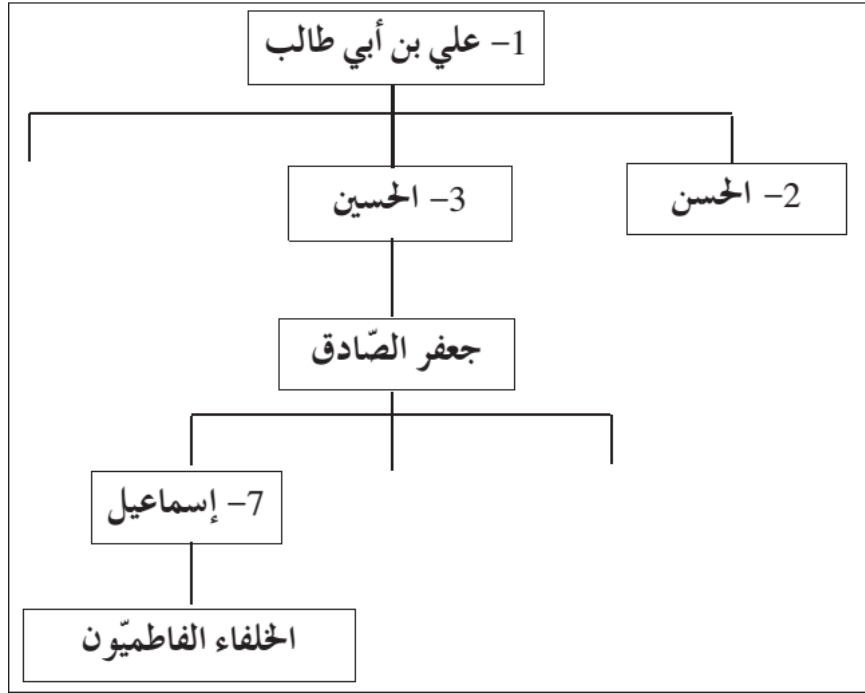 1- علي بن أبي طالب
2- الحسن
3- الحسين
جعفر الصّادق
7- إسماعيل
الخلفاء الفاطميّون